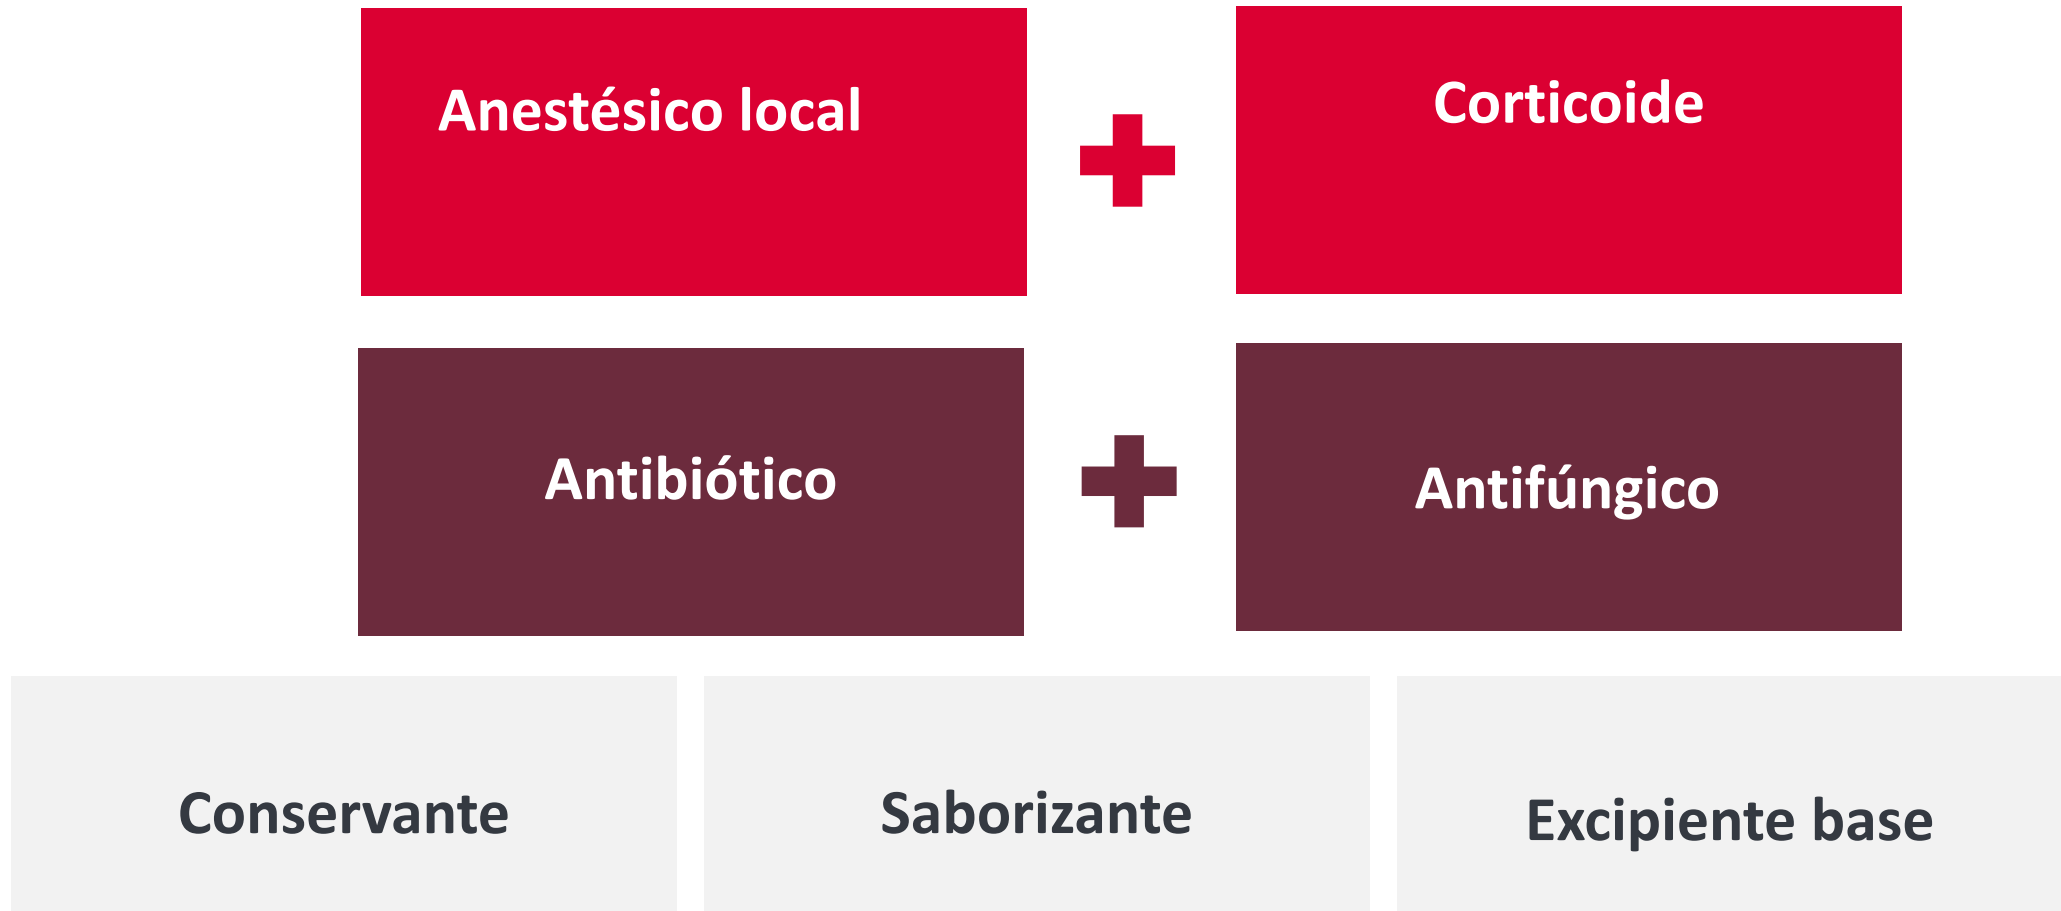 Anestésico local
Corticoide
Antibiótico
Antifúngico
Conservante
Saborizante
Excipiente base